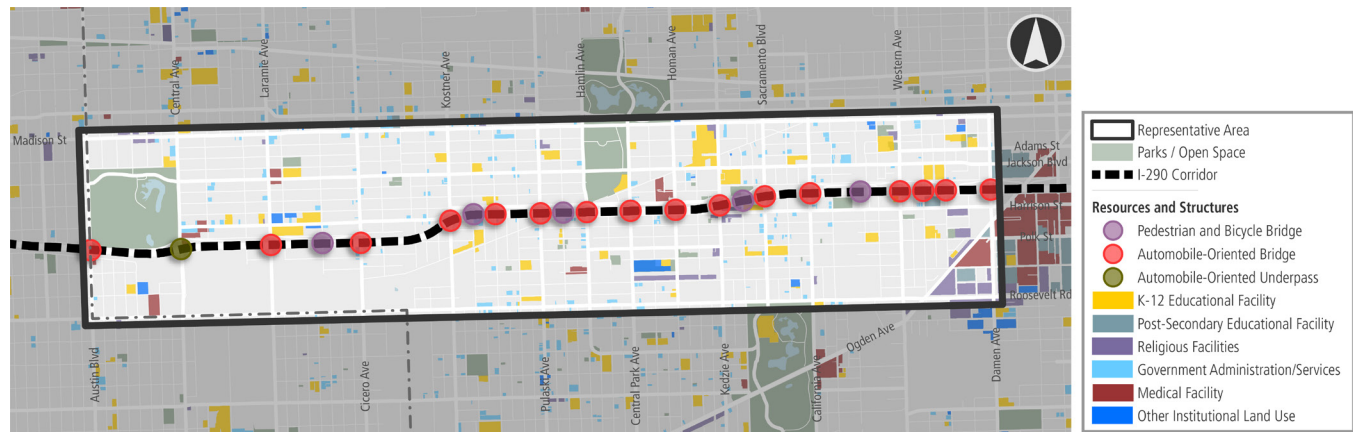 Central Ave
Laramie Ave
Kostner Ave
Hamlin Ave
Homan Ave
Sacramento Blvd
Western Ave
Madison St
Adams St
Jackson Blvd
Harrison St
Polk St
Roosevelt Rd
Austin Blvd
Cicero Ave
Pulaski Ave
Central Park Ave
Kedzie Ave
California Ave
Ogden Ave
Damen Ave
Representative Area
Parks / Open Space
I-290 Corridor
Resources and Structures
Pedestrian and Bicycle Bridge
Automobile-Oriented Bridge
Automobile-Oriented Underpass
K-12 Educational Facility
Post-Secondary Educational Facility
Religious Facilities
Government Administration/Services
Medical Facility
Other Institutional Land Use